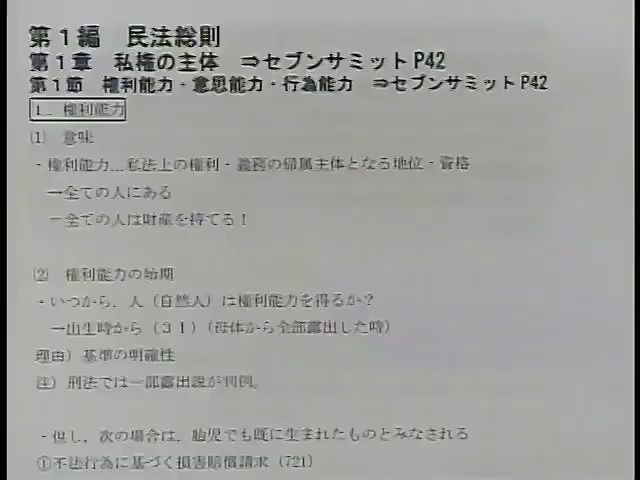 第１編　民法総則
第１章　私権の主体　⇒セブンサミットP42
第１節　権利能力・意思能力・行為能力　⇒セブンサミットP42
１．権利能力
(1)　意味
・権利能力…私法上の権利・義務の帰属主体となる地位・資格
→全ての人にある
＝全ての人は財産を持てる！
(2)　権利能力の始期
・いつから、人（自然人）は権利能力を得るか？
→出生時から（３１）（母体から全部露出した時）
理由）基準の明確性
注）刑法では一部露出説が判例。
・但し、次の場合は、胎児でも既に生まれたものとみなされる
①不法行為に基づく損害賠償請求（721）